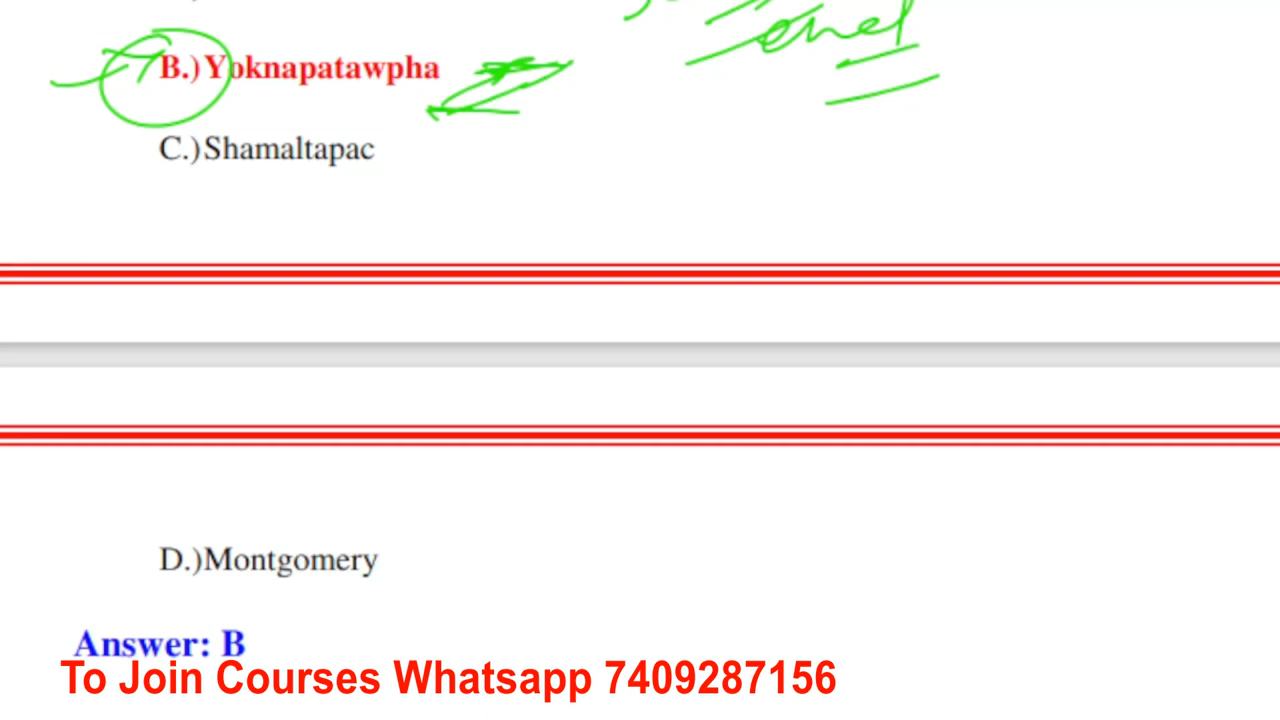 B.) Yoknapatawpha
C.) Shamaltapac
D.) Montgomery
Answer: B
To Join Courses Whatsapp 7409287156